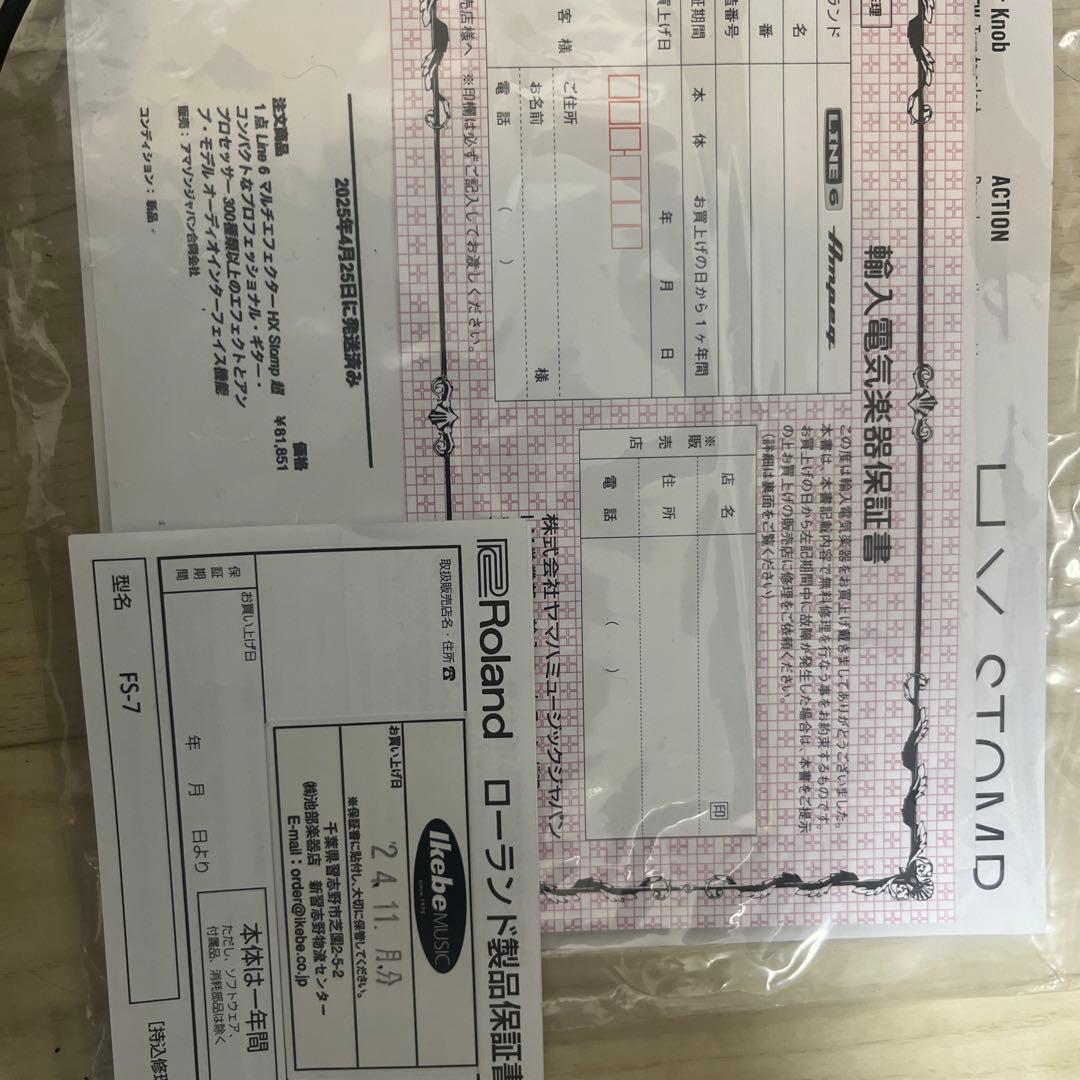 r Knob
ACTION
HX STOMP
輸入電気楽器保証書
この度は輸入電気楽器をお買上げ戴きましてありがとうございました。
本書は、本書記載内容で無料修理を行なう事をお約束するものです。
お買上げの日から左記期間中に故障が発生した場合は、本書をご提示
の上お買上げの販売店に修理をご依頼ください。
(詳細は裏面をご覧ください)
ランド
LINE 6 Ampeg
名
番
番号
証期間
本体 お買上げの日から1ヶ年間
買上げ日
年 月 日
客様
ご住所
お名前 様
電話 ( )
売店様へ ※印欄は必ずご記入してお渡しください。
※販売店
店名
印
住所
電話 ( )
株式会社ヤマハミュージックジャパン
2025年4月25日に発送済み
注文商品 価格
1 点 Line 6 マルチエフェクター HX Stomp 超 ¥81,851
コンパクトなプロフェッショナル・ギター・
プロセッサー 300種類以上のエフェクトとアン
プ・モデル オーディオインターフェイス機能
販売: アマゾンジャパン合同会社
コンディション: 新品
Roland ローランド製品保証書
取扱販売店名・住所☎
IkebeMUSIC
since 1975
お買い上げ日
'24.11.月分
※保証書に貼付し、大切に保管してください。
千葉県習志野市芝園2-5-2
㈱池部楽器店 新習志野物流センター
E-mail：order@ikebe.co.jp
保証期間
お買い上げ日
年 月 日より
本体は一年間
ただし、ソフトウェア、
付属品、消耗部品は除く
型名 FS-7
[持込修理